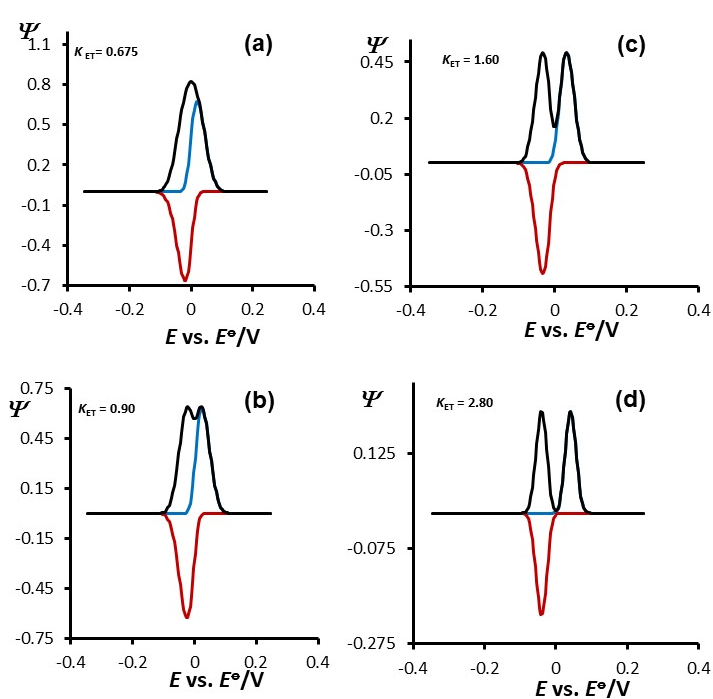 Ψ
1.1
K ET= 0.675
(a)
0.8
0.5
0.2
-0.1
-0.4
-0.7
-0.4 -0.2 0 0.2 0.4
E vs. E⦵/V
Ψ
0.45
K ET = 1.60
(c)
0.2
-0.05
-0.3
-0.55
-0.4 -0.2 0 0.2 0.4
E vs. E⦵/V
0.75
Ψ
KET = 0.90
(b)
0.45
0.15
-0.15
-0.45
-0.75
-0.4 -0.2 0 0.2 0.4
E vs. E⦵/V
Ψ
KET = 2.80
(d)
0.125
-0.075
-0.275
-0.4 -0.2 0 0.2 0.4
E vs. E⦵/V